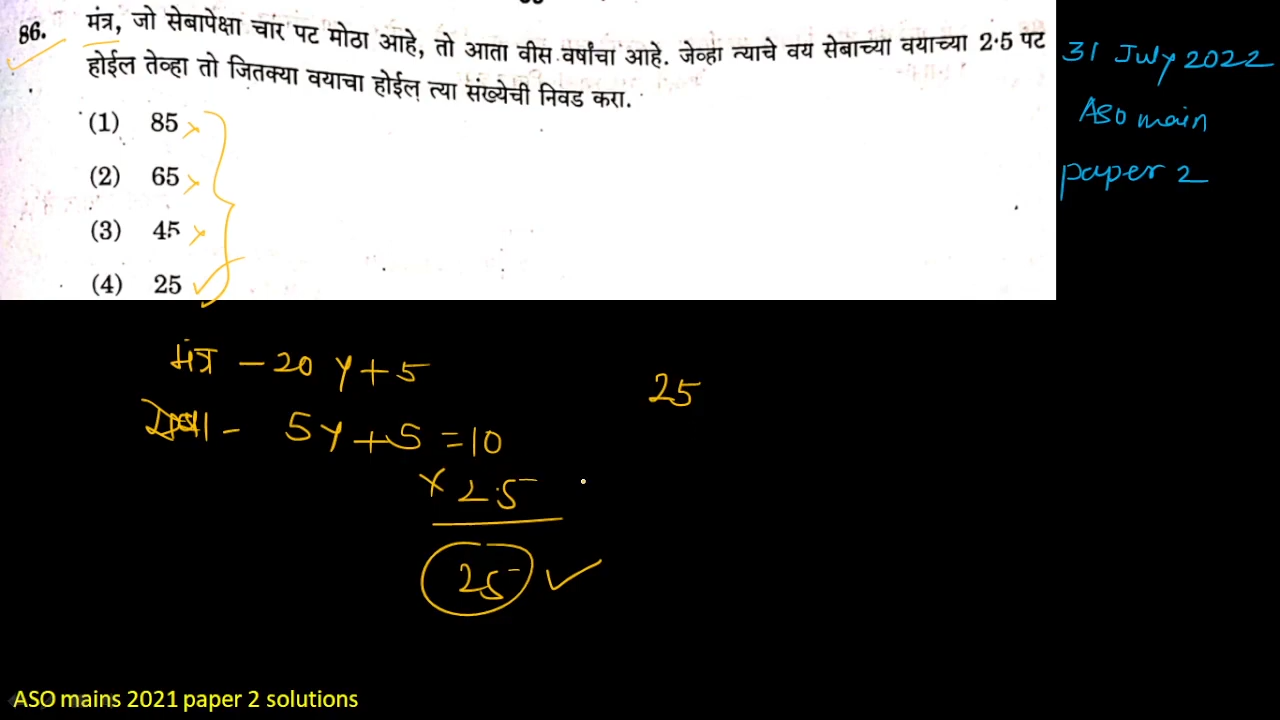 86. मंत्र, जो सेबापेक्षा चार पट मोठा आहे, तो आता वीस वर्षांचा आहे. जेव्हा त्याचे वय सेबाच्या वयाच्या 2·5 पट
होईल तेव्हा तो जितक्या वयाचा होईल त्या संख्येची निवड करा.
(1) 85
(2) 65
(3) 45
(4) 25
31 July 2022
ASO main
paper 2
मंत्र - 20 Y + 5
25
5Y + 5 = 10
× 2.5
25
ASO mains 2021 paper 2 solutions